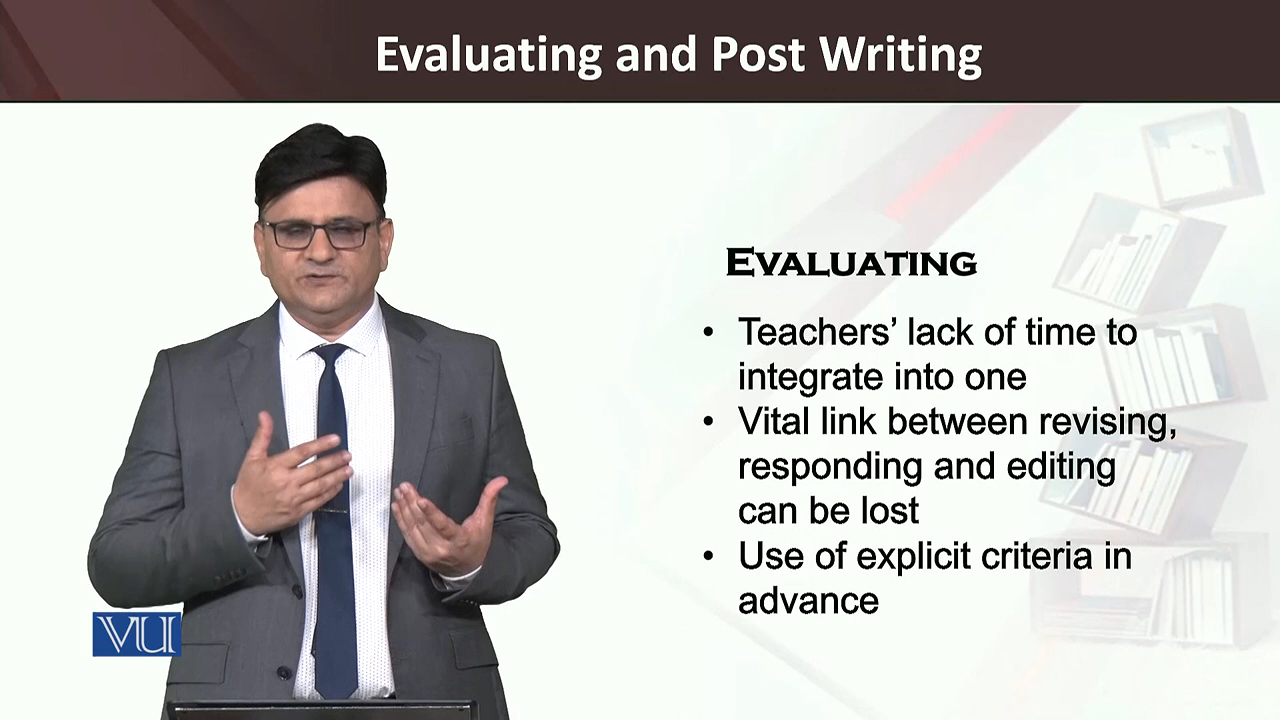 Evaluating and Post Writing
EVALUATING
• Teachers’ lack of time to
integrate into one
• Vital link between revising,
responding and editing
can be lost
• Use of explicit criteria in
advance
VU